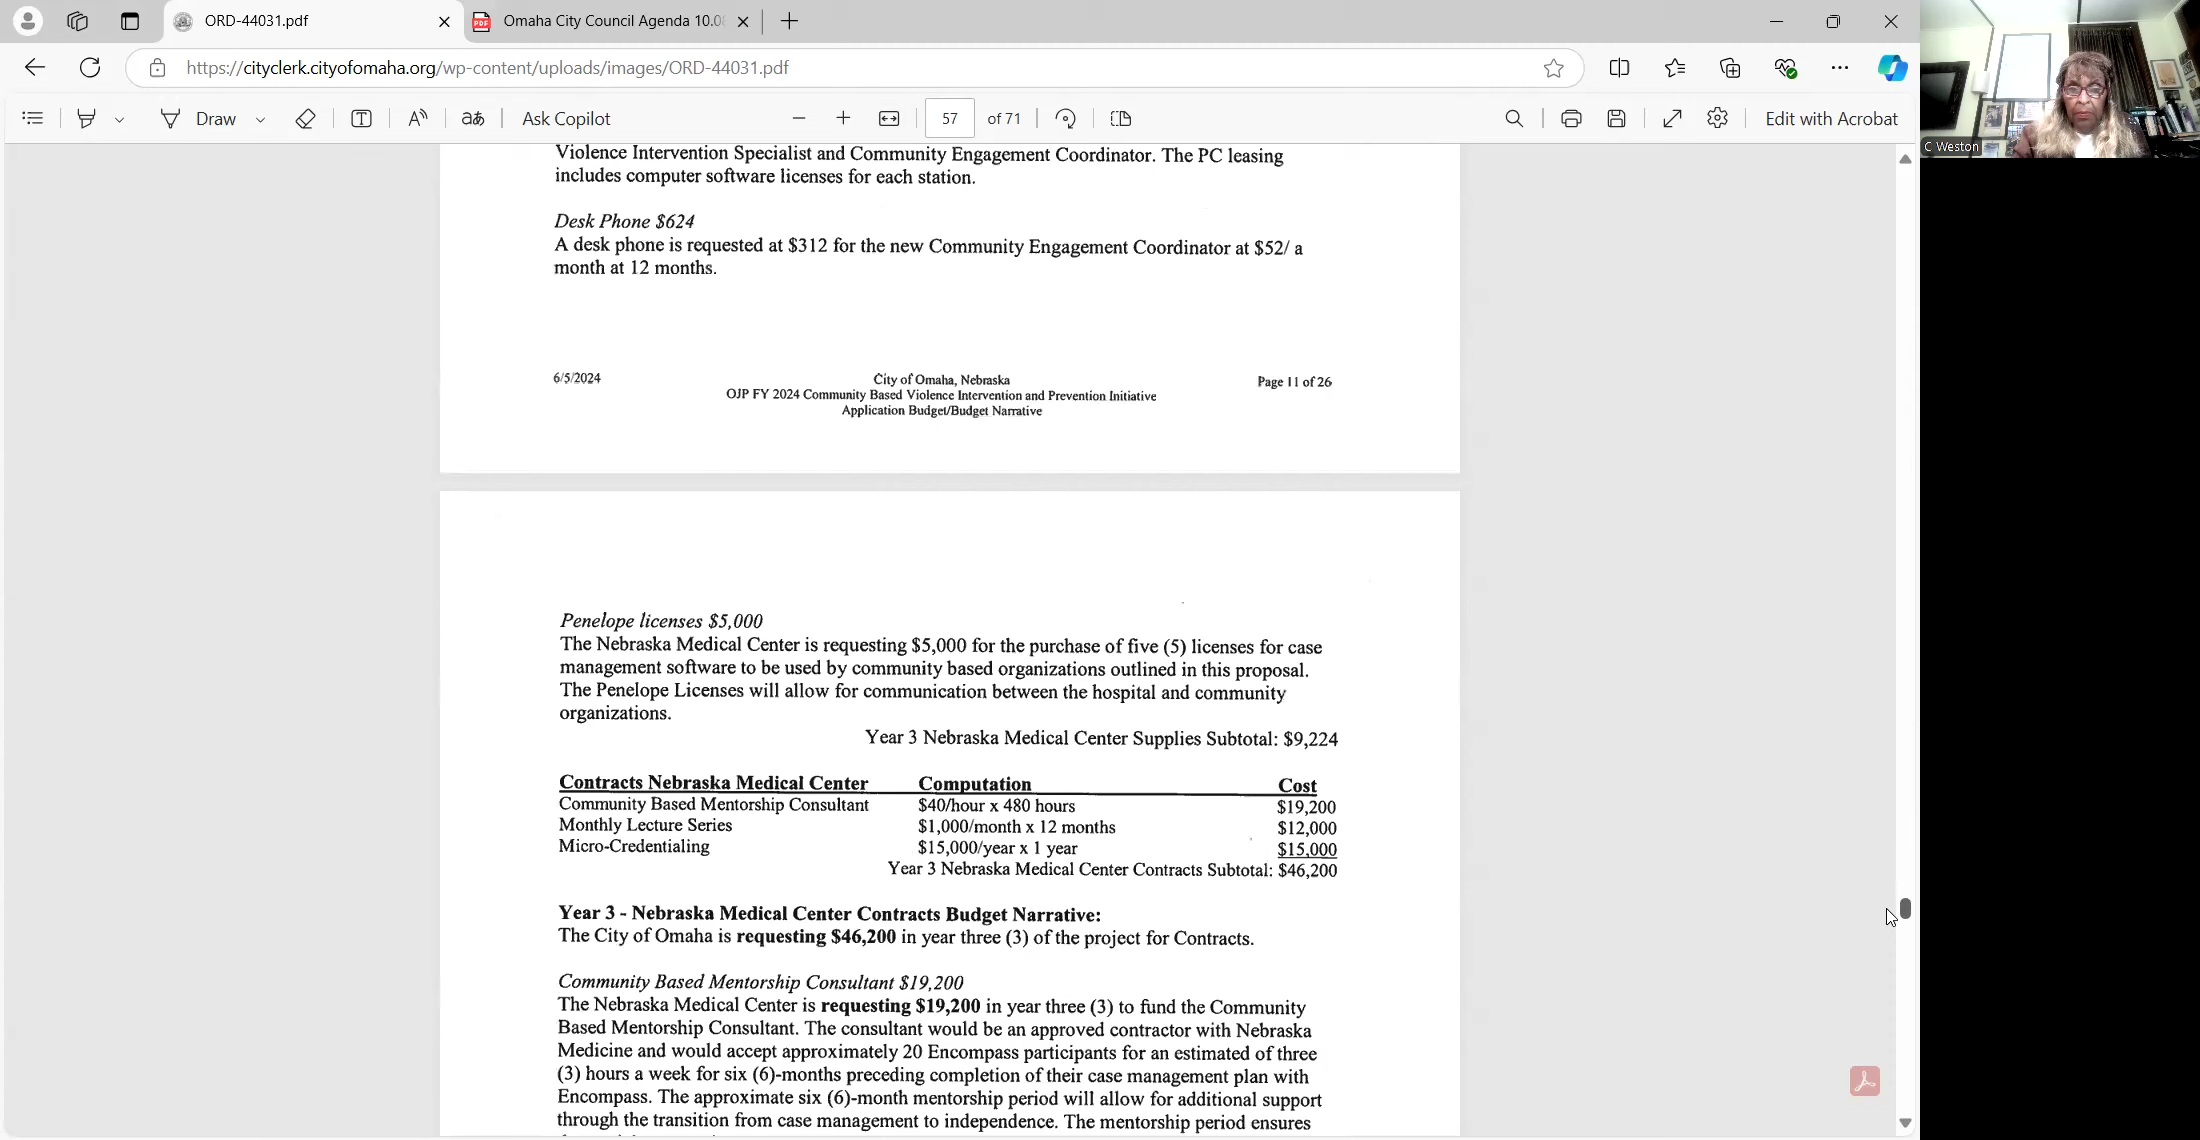 ORD-44031.pdf
Omaha City Council Agenda 10.08
https://cityclerk.cityofomaha.org/wp-content/uploads/images/ORD-44031.pdf
Draw
Ask Copilot
57 of 71
Edit with Acrobat
C Weston
Violence Intervention Specialist and Community Engagement Coordinator. The PC leasing
includes computer software licenses for each station.
Desk Phone $624
A desk phone is requested at $312 for the new Community Engagement Coordinator at $52/ a
month at 12 months.
6/5/2024
City of Omaha, Nebraska
Page 11 of 26
OJP FY 2024 Community Based Violence Intervention and Prevention Initiative
Application Budget/Budget Narrative
Penelope licenses $5,000
The Nebraska Medical Center is requesting $5,000 for the purchase of five (5) licenses for case
management software to be used by community based organizations outlined in this proposal.
The Penelope Licenses will allow for communication between the hospital and community
organizations.
Year 3 Nebraska Medical Center Supplies Subtotal: $9,224
Contracts Nebraska Medical Center Computation Cost
Community Based Mentorship Consultant $40/hour x 480 hours $19,200
Monthly Lecture Series $1,000/month x 12 months $12,000
Micro-Credentialing $15,000/year x 1 year $15,000
Year 3 Nebraska Medical Center Contracts Subtotal: $46,200
Year 3 - Nebraska Medical Center Contracts Budget Narrative:
The City of Omaha is requesting $46,200 in year three (3) of the project for Contracts.
Community Based Mentorship Consultant $19,200
The Nebraska Medical Center is requesting $19,200 in year three (3) to fund the Community
Based Mentorship Consultant. The consultant would be an approved contractor with Nebraska
Medicine and would accept approximately 20 Encompass participants for an estimated of three
(3) hours a week for six (6)-months preceding completion of their case management plan with
Encompass. The approximate six (6)-month mentorship period will allow for additional support
through the transition from case management to independence. The mentorship period ensures